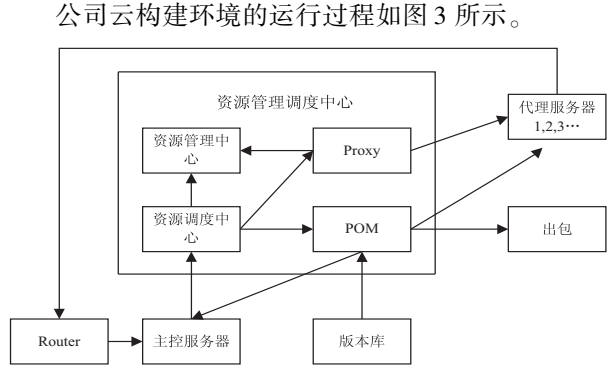 公司云构建环境的运行过程如图 3 所示。
资源管理调度中心
代理服务器
1,2,3…
资源管理中
心
Proxy
资源调度中
心
POM
出包
Router
主控服务器
版本库